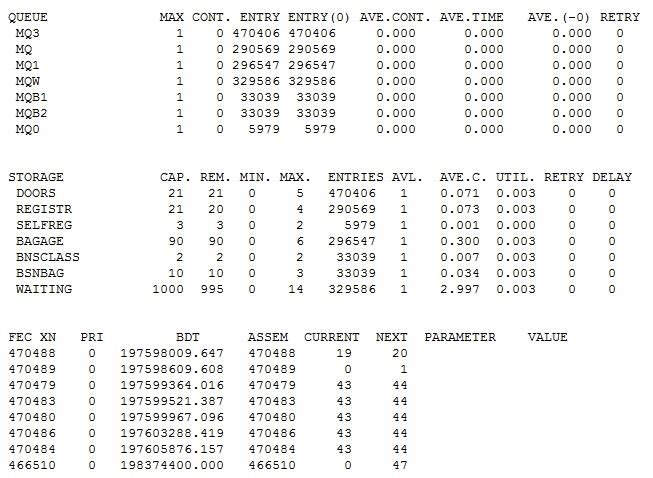 QUEUE MAX CONT. ENTRY ENTRY(0) AVE.CONT. AVE.TIME AVE.(-0) RETRY
MQ3 1 0 470406 470406 0.000 0.000 0.000 0
MQ 1 0 290569 290569 0.000 0.000 0.000 0
MQ1 1 0 296547 296547 0.000 0.000 0.000 0
MQW 1 0 329586 329586 0.000 0.000 0.000 0
MQB1 1 0 33039 33039 0.000 0.000 0.000 0
MQB2 1 0 33039 33039 0.000 0.000 0.000 0
MQ0 1 0 5979 5979 0.000 0.000 0.000 0
STORAGE CAP. REM. MIN. MAX. ENTRIES AVL. AVE.C. UTIL. RETRY DELAY
DOORS 21 21 0 5 470406 1 0.071 0.003 0 0
REGISTR 21 20 0 4 290569 1 0.073 0.003 0 0
SELFREG 3 3 0 2 5979 1 0.001 0.000 0 0
BAGAGE 90 90 0 6 296547 1 0.300 0.003 0 0
BNSCLASS 2 2 0 2 33039 1 0.007 0.003 0 0
BSNBAG 10 10 0 3 33039 1 0.034 0.003 0 0
WAITING 1000 995 0 14 329586 1 2.997 0.003 0 0
FEC XN PRI BDT ASSEM CURRENT NEXT PARAMETER VALUE
470488 0 197598009.647 470488 19 20
470489 0 197598609.608 470489 0 1
470479 0 197599364.016 470479 43 44
470483 0 197599521.387 470483 43 44
470480 0 197599967.096 470480 43 44
470486 0 197603288.419 470486 43 44
470484 0 197605876.157 470484 43 44
466510 0 198374400.000 466510 0 47